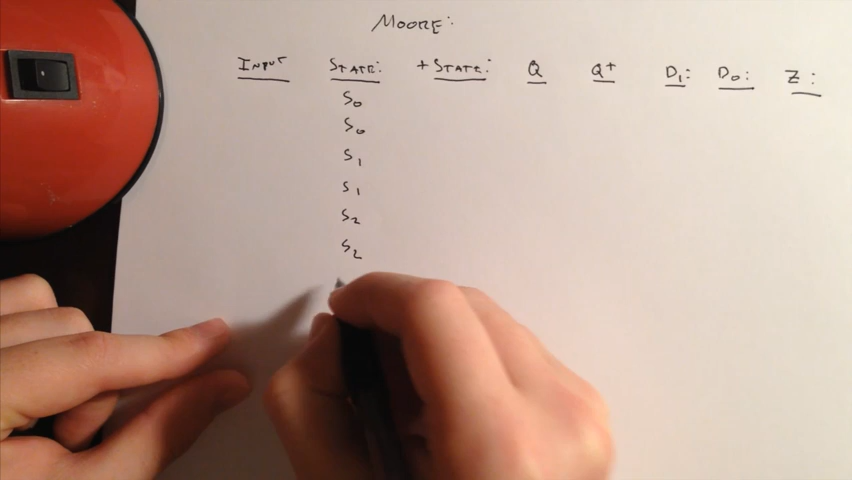 MOORE:
INPUT STATE: +STATE: Q Q+ D1: D0: Z:
S0
S0
S1
S1
S2
S2